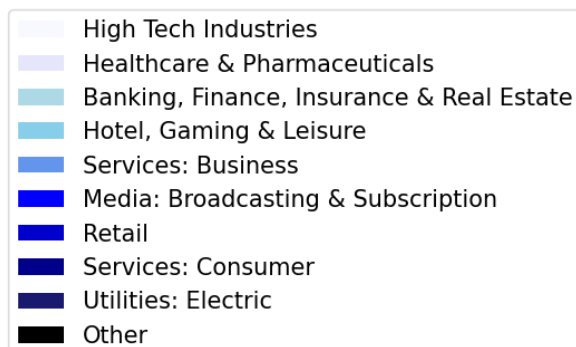 High Tech Industries
Healthcare & Pharmaceuticals
Banking, Finance, Insurance & Real Estate
Hotel, Gaming & Leisure
Services: Business
Media: Broadcasting & Subscription
Retail
Services: Consumer
Utilities: Electric
Other